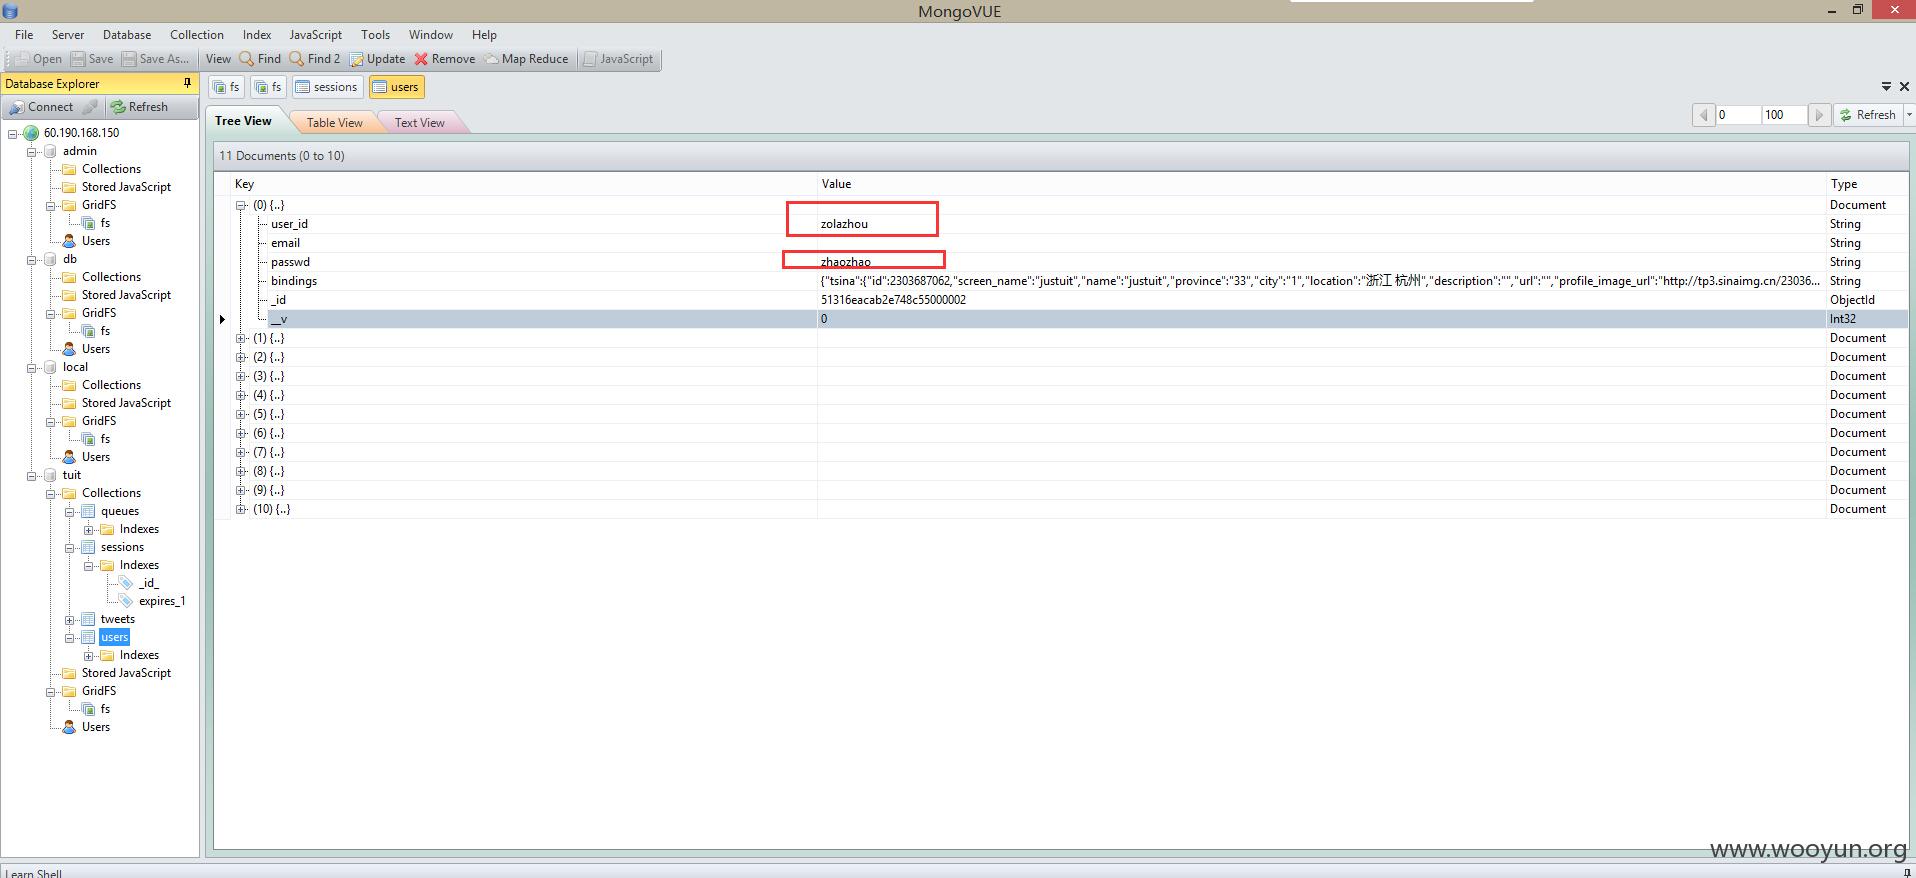 MongoVUE
File Server Database Collection Index JavaScript Tools Window Help
Open Save Save As... View Find Find 2 Update Remove Map Reduce JavaScript
Database Explorer
Connect Refresh
fs fs sessions users
Tree View Table View Text View
0 100 Refresh
11 Documents (0 to 10)
60.190.168.150
admin
Collections
Stored JavaScript
GridFS
fs
Users
db
Collections
Stored JavaScript
GridFS
fs
Users
local
Collections
Stored JavaScript
GridFS
fs
Users
tuit
Collections
queues
Indexes
sessions
Indexes
_id_
expires_1
tweets
users
Indexes
Stored JavaScript
GridFS
fs
Users
Key Value Type
(0) {..} Document
user_id zolazhou String
email String
passwd zhaozhao String
bindings {"tsina":{"id":2303687062,"screen_name":"justuit","name":"justuit","province":"33","city":"1","location":"浙江 杭州","description":"","url":"","profile_image_url":"http://tp3.sinaimg.cn/23036... String
_id 51316eacab2e748c55000002 ObjectId
__v 0 Int32
(1) {..} Document
(2) {..} Document
(3) {..} Document
(4) {..} Document
(5) {..} Document
(6) {..} Document
(7) {..} Document
(8) {..} Document
(9) {..} Document
(10) {..} Document
www.wooyun.org
Learn Shell